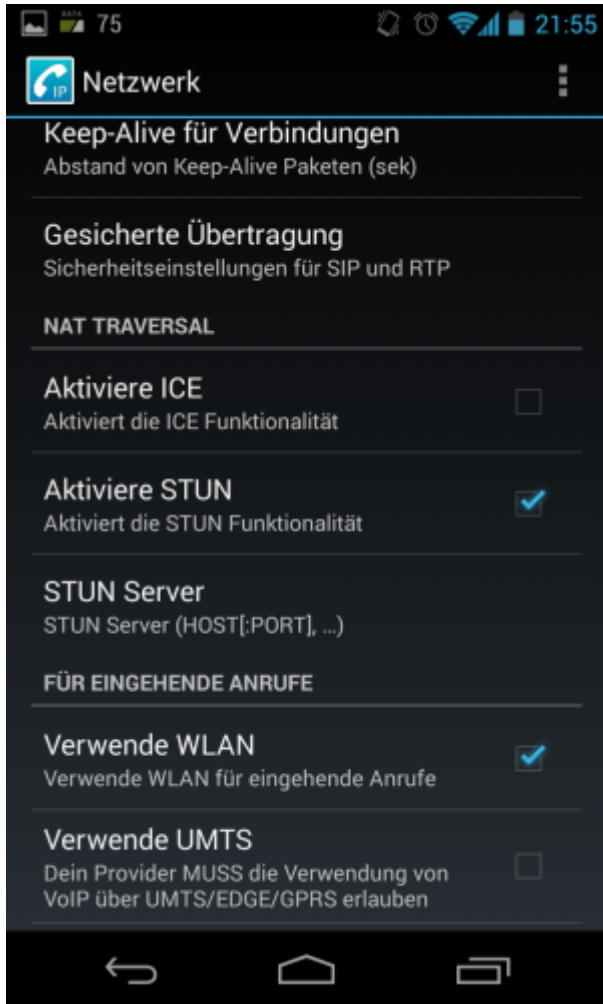 DATA
75
21:55
IP
Netzwerk
Keep-Alive für Verbindungen
Abstand von Keep-Alive Paketen (sek)
Gesicherte Übertragung
Sicherheitseinstellungen für SIP und RTP
NAT TRAVERSAL
Aktiviere ICE
Aktiviert die ICE Funktionalität
Aktiviere STUN
Aktiviert die STUN Funktionalität
STUN Server
STUN Server (HOST[:PORT], ...)
FÜR EINGEHENDE ANRUFE
Verwende WLAN
Verwende WLAN für eingehende Anrufe
Verwende UMTS
Dein Provider MUSS die Verwendung von
VoIP über UMTS/EDGE/GPRS erlauben